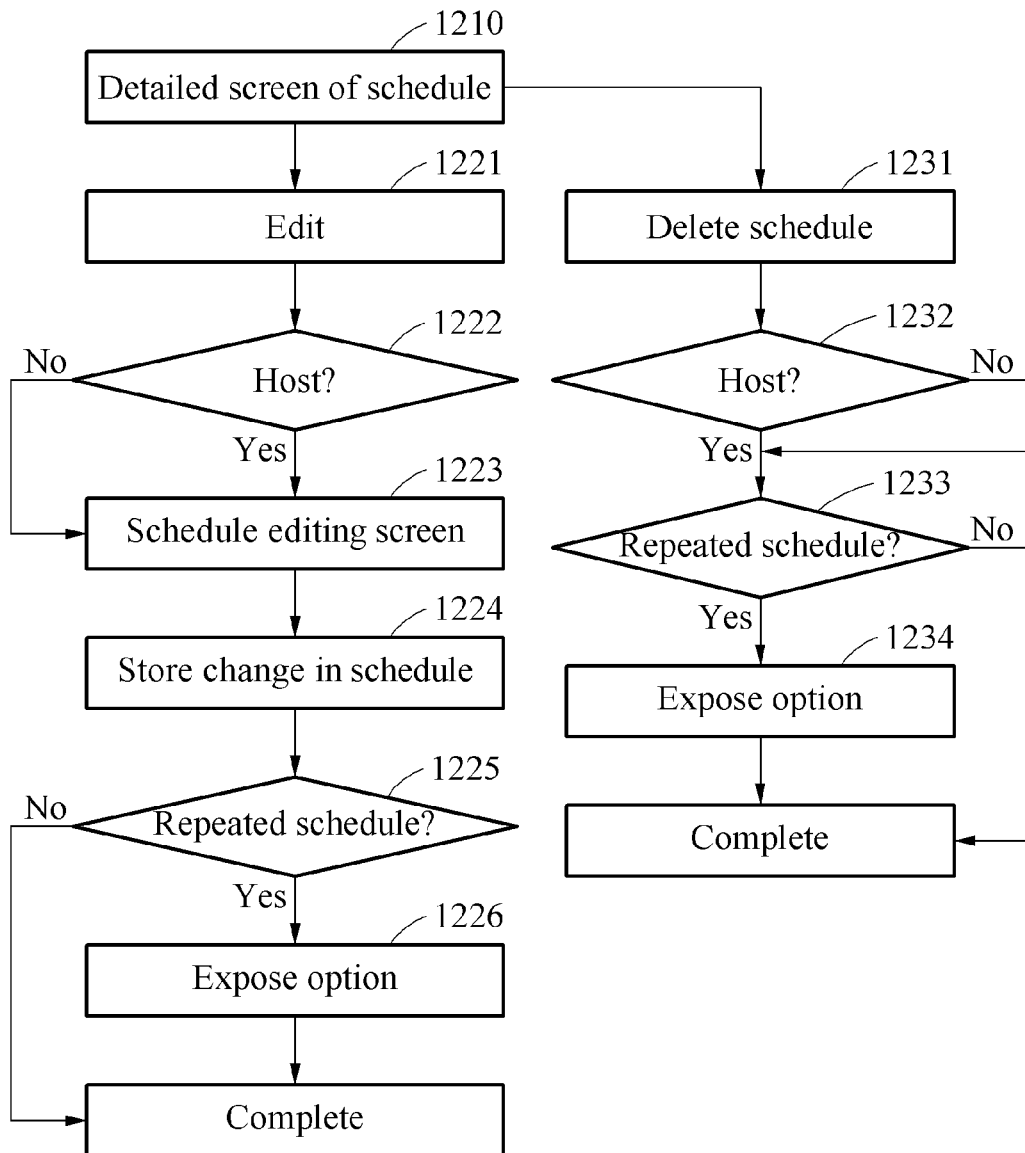 1210
Detailed screen of schedule
1221
Edit
1222
No
Host?
Yes
1223
Schedule editing screen
1224
Store change in schedule
1225
No
Repeated schedule?
Yes
1226
Expose option
Complete
1231
Delete schedule
1232
Host?
No
Yes
1233
Repeated schedule?
No
Yes
1234
Expose option
Complete